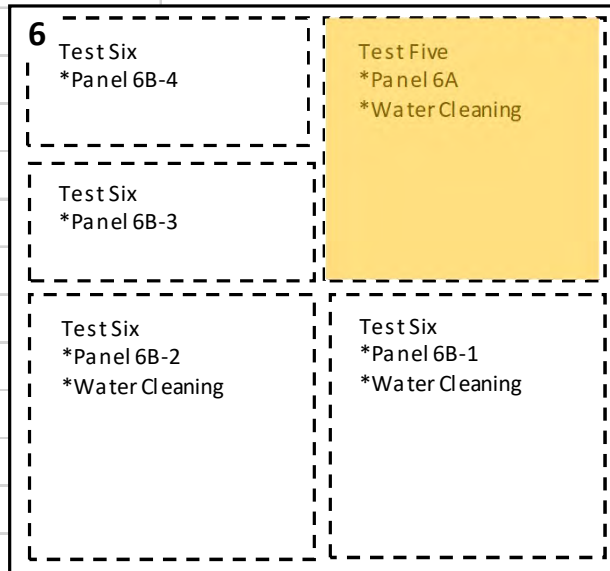 6
Test Six
*Panel 6B-4
Test Five
*Panel 6A
*Water Cleaning
Test Six
*Panel 6B-3
Test Six
*Panel 6B-2
*Water Cleaning
Test Six
*Panel 6B-1
*Water Cleaning